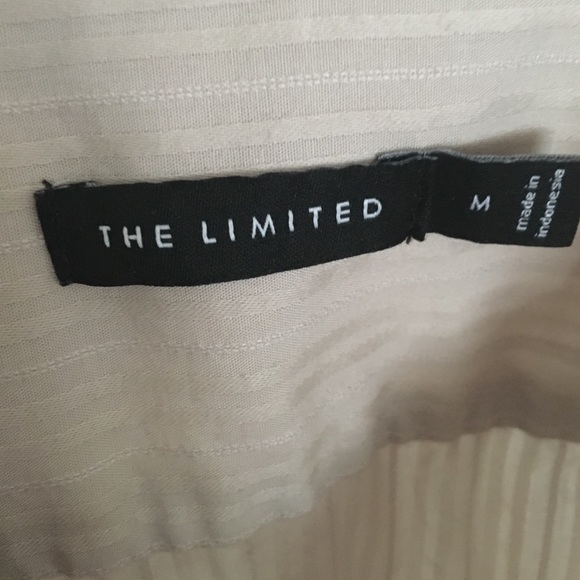 THE LIMITED
M
made in
indonesia